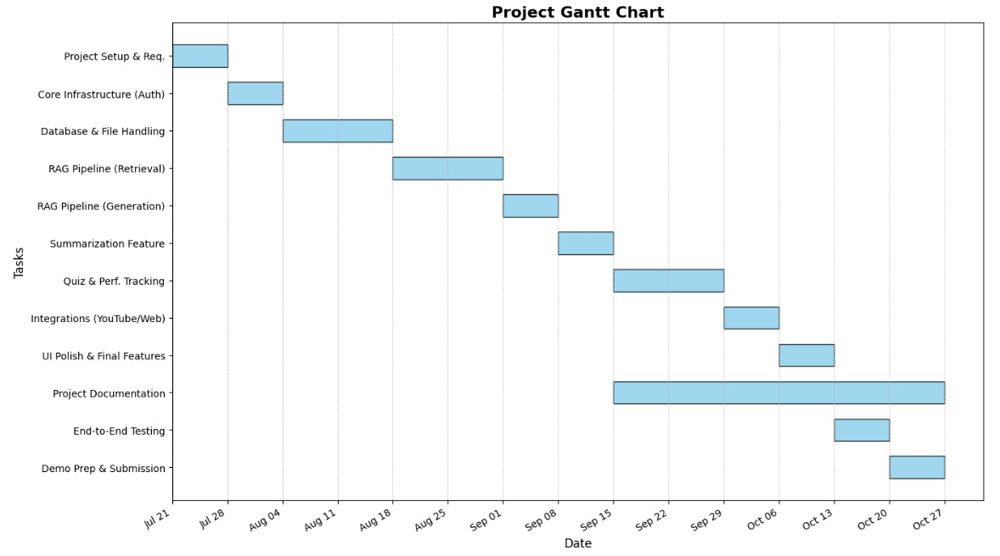 Project Gantt Chart
Project Setup & Req.
Core Infrastructure (Auth)
Database & File Handling
RAG Pipeline (Retrieval)
RAG Pipeline (Generation)
Summarization Feature
Quiz & Perf. Tracking
Integrations (YouTube/Web)
UI Polish & Final Features
Project Documentation
End-to-End Testing
Demo Prep & Submission
Tasks
Jul 21
Jul 28
Aug 04
Aug 11
Aug 18
Aug 25
Sep 01
Sep 08
Sep 15
Sep 22
Sep 29
Oct 06
Oct 13
Oct 20
Oct 27
Date